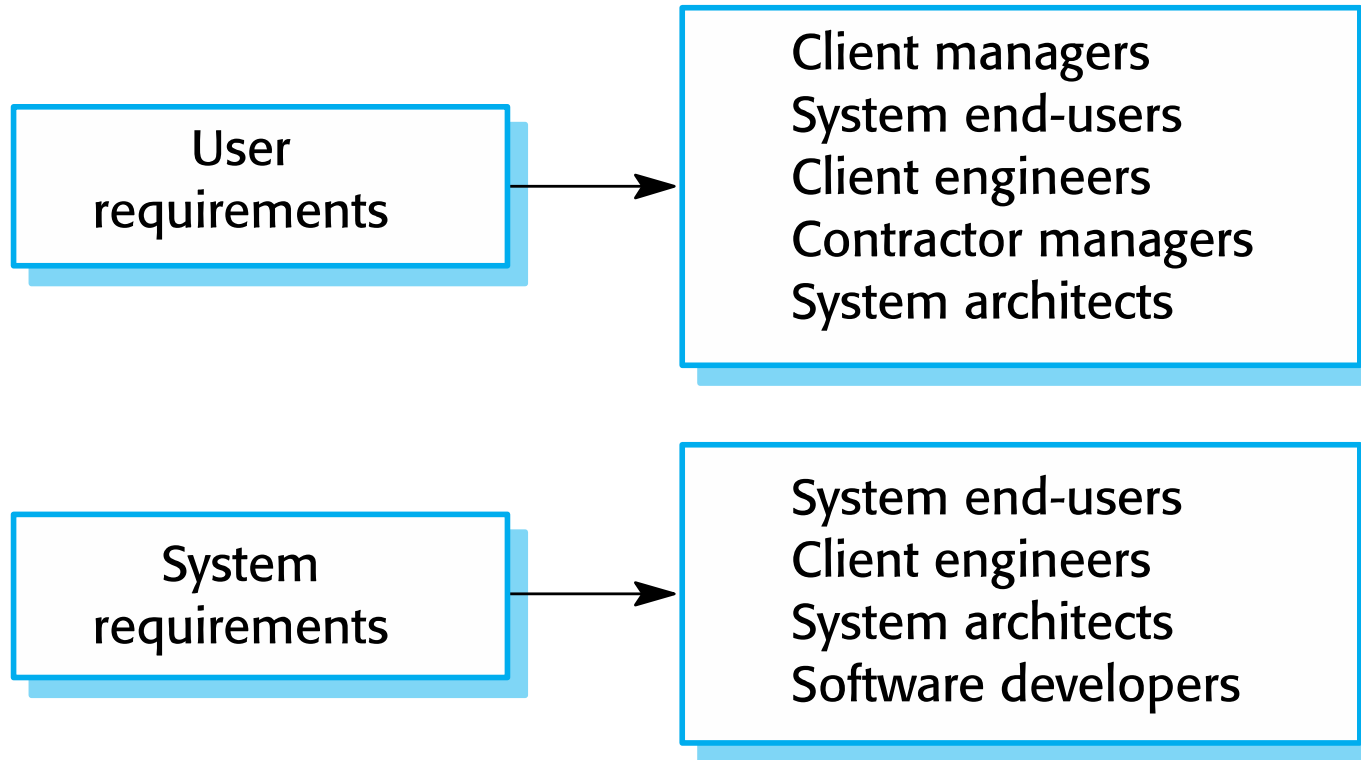 User
requirements
Client managers
System end-users
Client engineers
Contractor managers
System architects
System
requirements
System end-users
Client engineers
System architects
Software developers